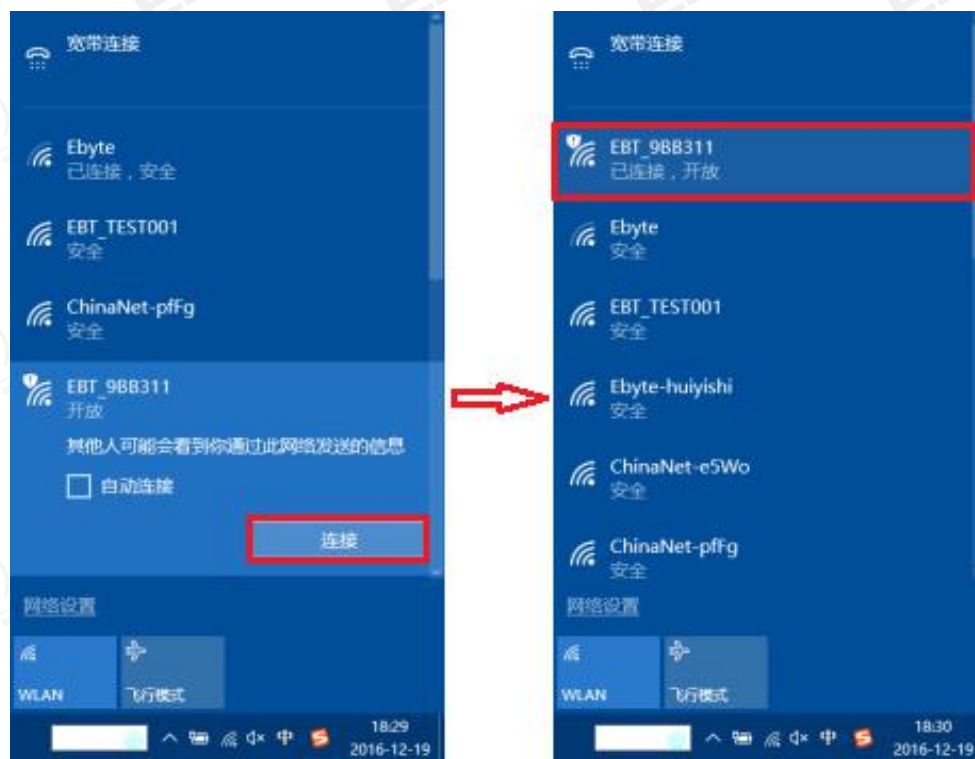 宽带连接
Ebyte
已连接，安全
EBT_TEST001
安全
ChinaNet-pfFg
安全
EBT_9BB311
开放
其他人可能会看到你通过此网络发送的信息
自动连接
连接
网络设置
WLAN
飞行模式
中
18:29
2016-12-19
宽带连接
EBT_9BB311
已连接，开放
Ebyte
安全
EBT_TEST001
安全
Ebyte-huiyishi
安全
ChinaNet-e5Wo
安全
ChinaNet-pfFg
安全
网络设置
WLAN
飞行模式
中
18:30
2016-12-19